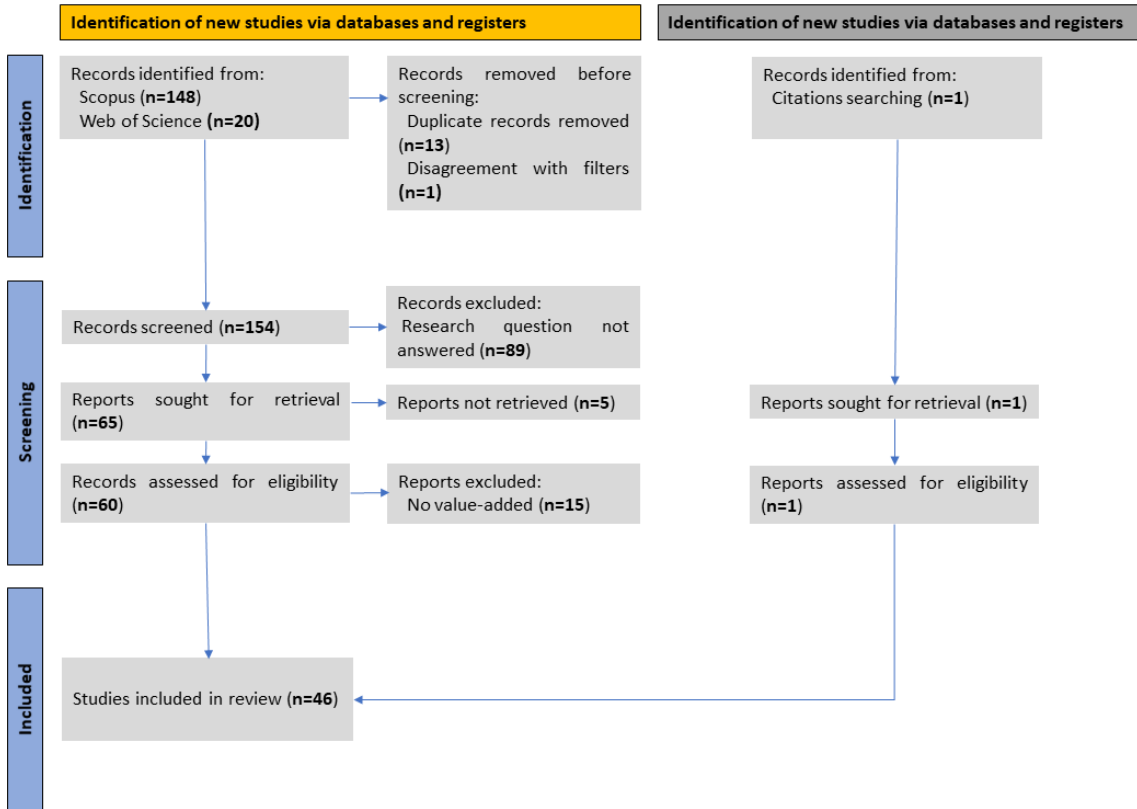 Identification of new studies via databases and registers
Identification of new studies via databases and registers
Identification
Records identified from:
Scopus (n=148)
Web of Science (n=20)
Records removed before
screening:
Duplicate records removed
(n=13)
Disagreement with filters
(n=1)
Records identified from:
Citations searching (n=1)
Screening
Records screened (n=154)
Records excluded:
Research question not
answered (n=89)
Reports sought for retrieval
(n=65)
Reports not retrieved (n=5)
Reports sought for retrieval (n=1)
Records assessed for eligibility
(n=60)
Reports excluded:
No value-added (n=15)
Reports assessed for eligibility
(n=1)
Included
Studies included in review (n=46)